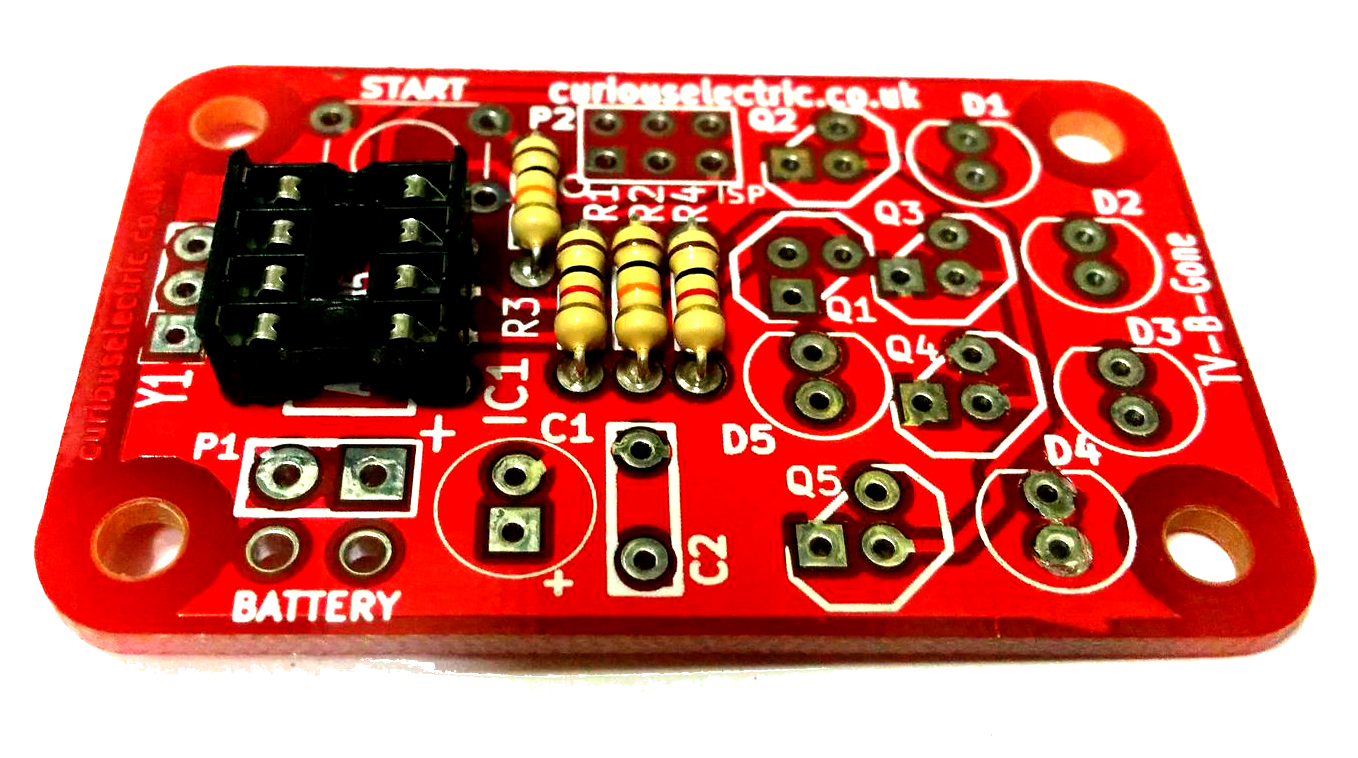 START
curiouselectric.co.uk
P2
Q2
D1
ISP
R1
R2
R4
Q3
D2
TV-B-Gone
curiouselectric.co.uk
Y1
R3
Q1
IC1
Q4
D3
P1
+
C1
D5
D4
Q5
C2
+
BATTERY